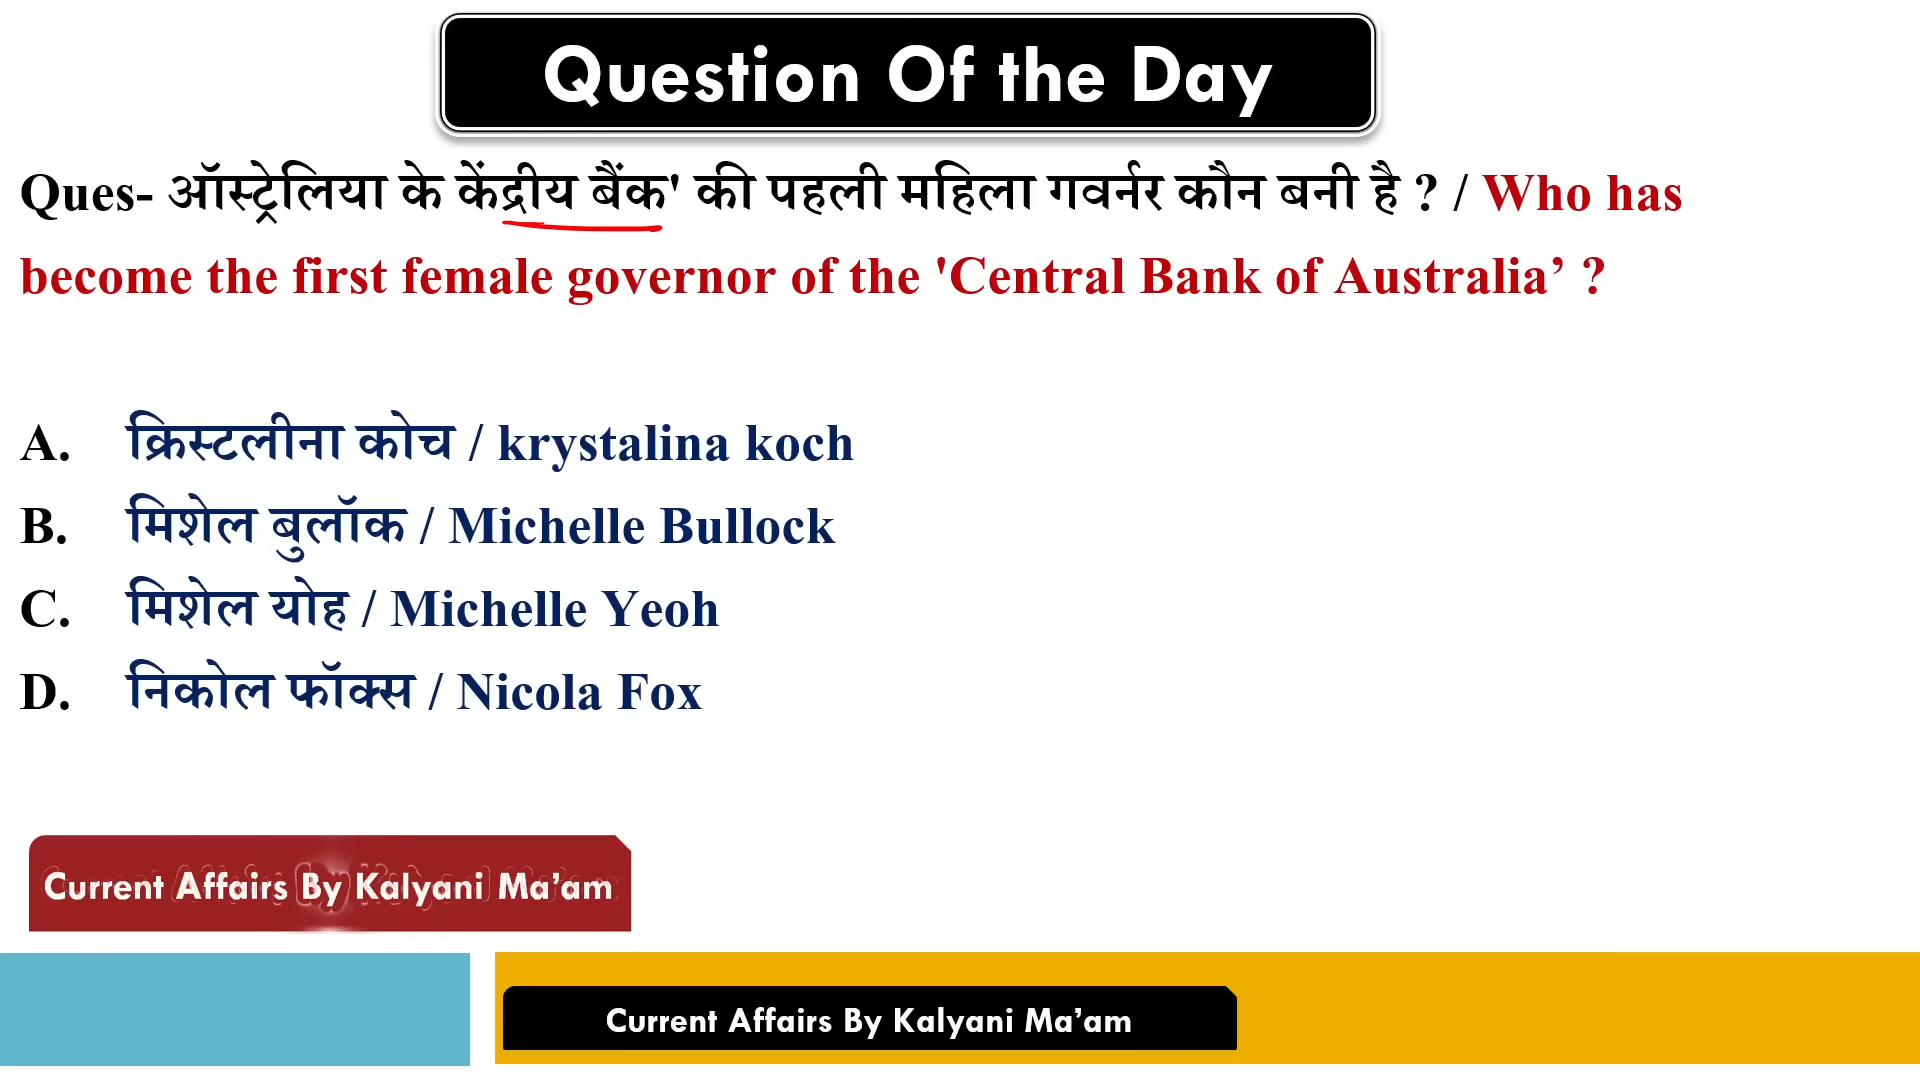 Question Of the Day
Ques- ऑस्ट्रेलिया के केंद्रीय बैंक' की पहली महिला गवर्नर कौन बनी है ? / Who has
become the first female governor of the 'Central Bank of Australia’ ?
A. क्रिस्टलीना कोच / krystalina koch
B. मिशेल बुलॉक / Michelle Bullock
C. मिशेल योह / Michelle Yeoh
D. निकोल फॉक्स / Nicola Fox
Current Affairs By Kalyani Ma’am
Current Affairs By Kalyani Ma’am